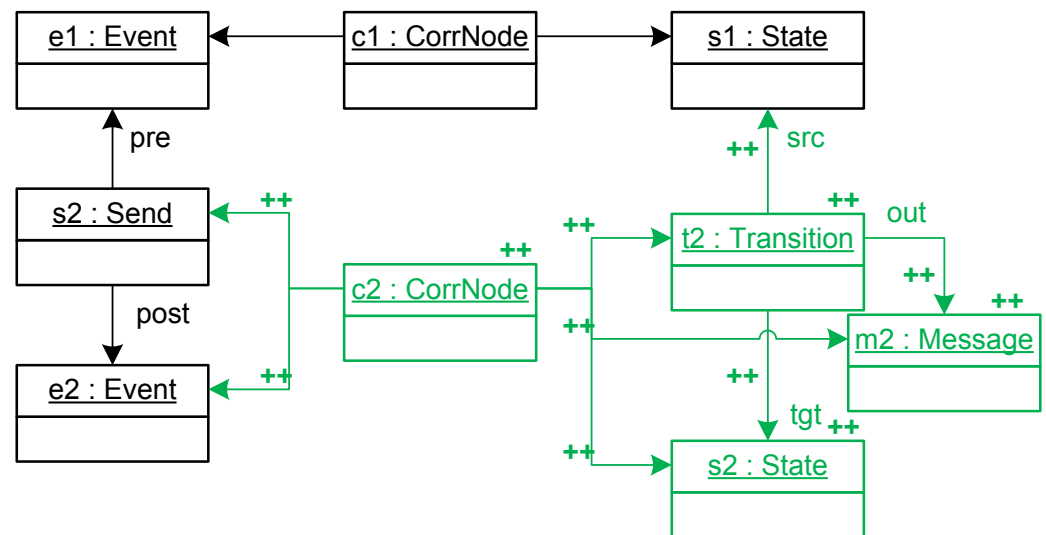 e1 : Event
c1 : CorrNode
s1 : State
pre
++
src
s2 : Send
++
++
++
t2 : Transition
out
++
c2 : CorrNode
++
++
post
++
m2 : Message
e2 : Event
++
++
tgt
++
++
s2 : State